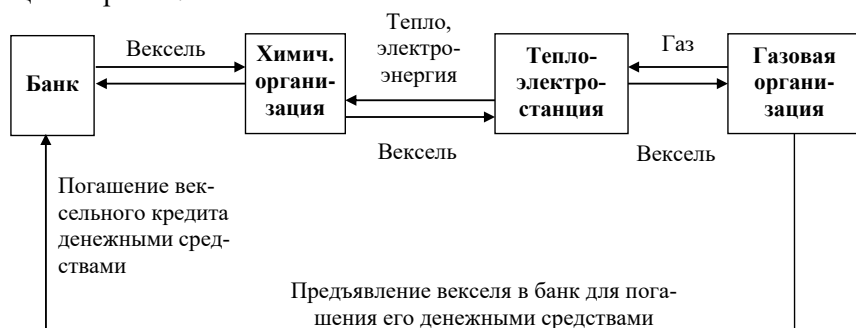 Вексель
Банк
Химич.
органи-
зация
Тепло,
электро-
энергия
Вексель
Тепло-
электро-
станция
Газ
Вексель
Газовая
органи-
зация
Погашение век-
сельного кредита
денежными сред-
ствами
Предъявление векселя в банк для пога-
шения его денежными средствами